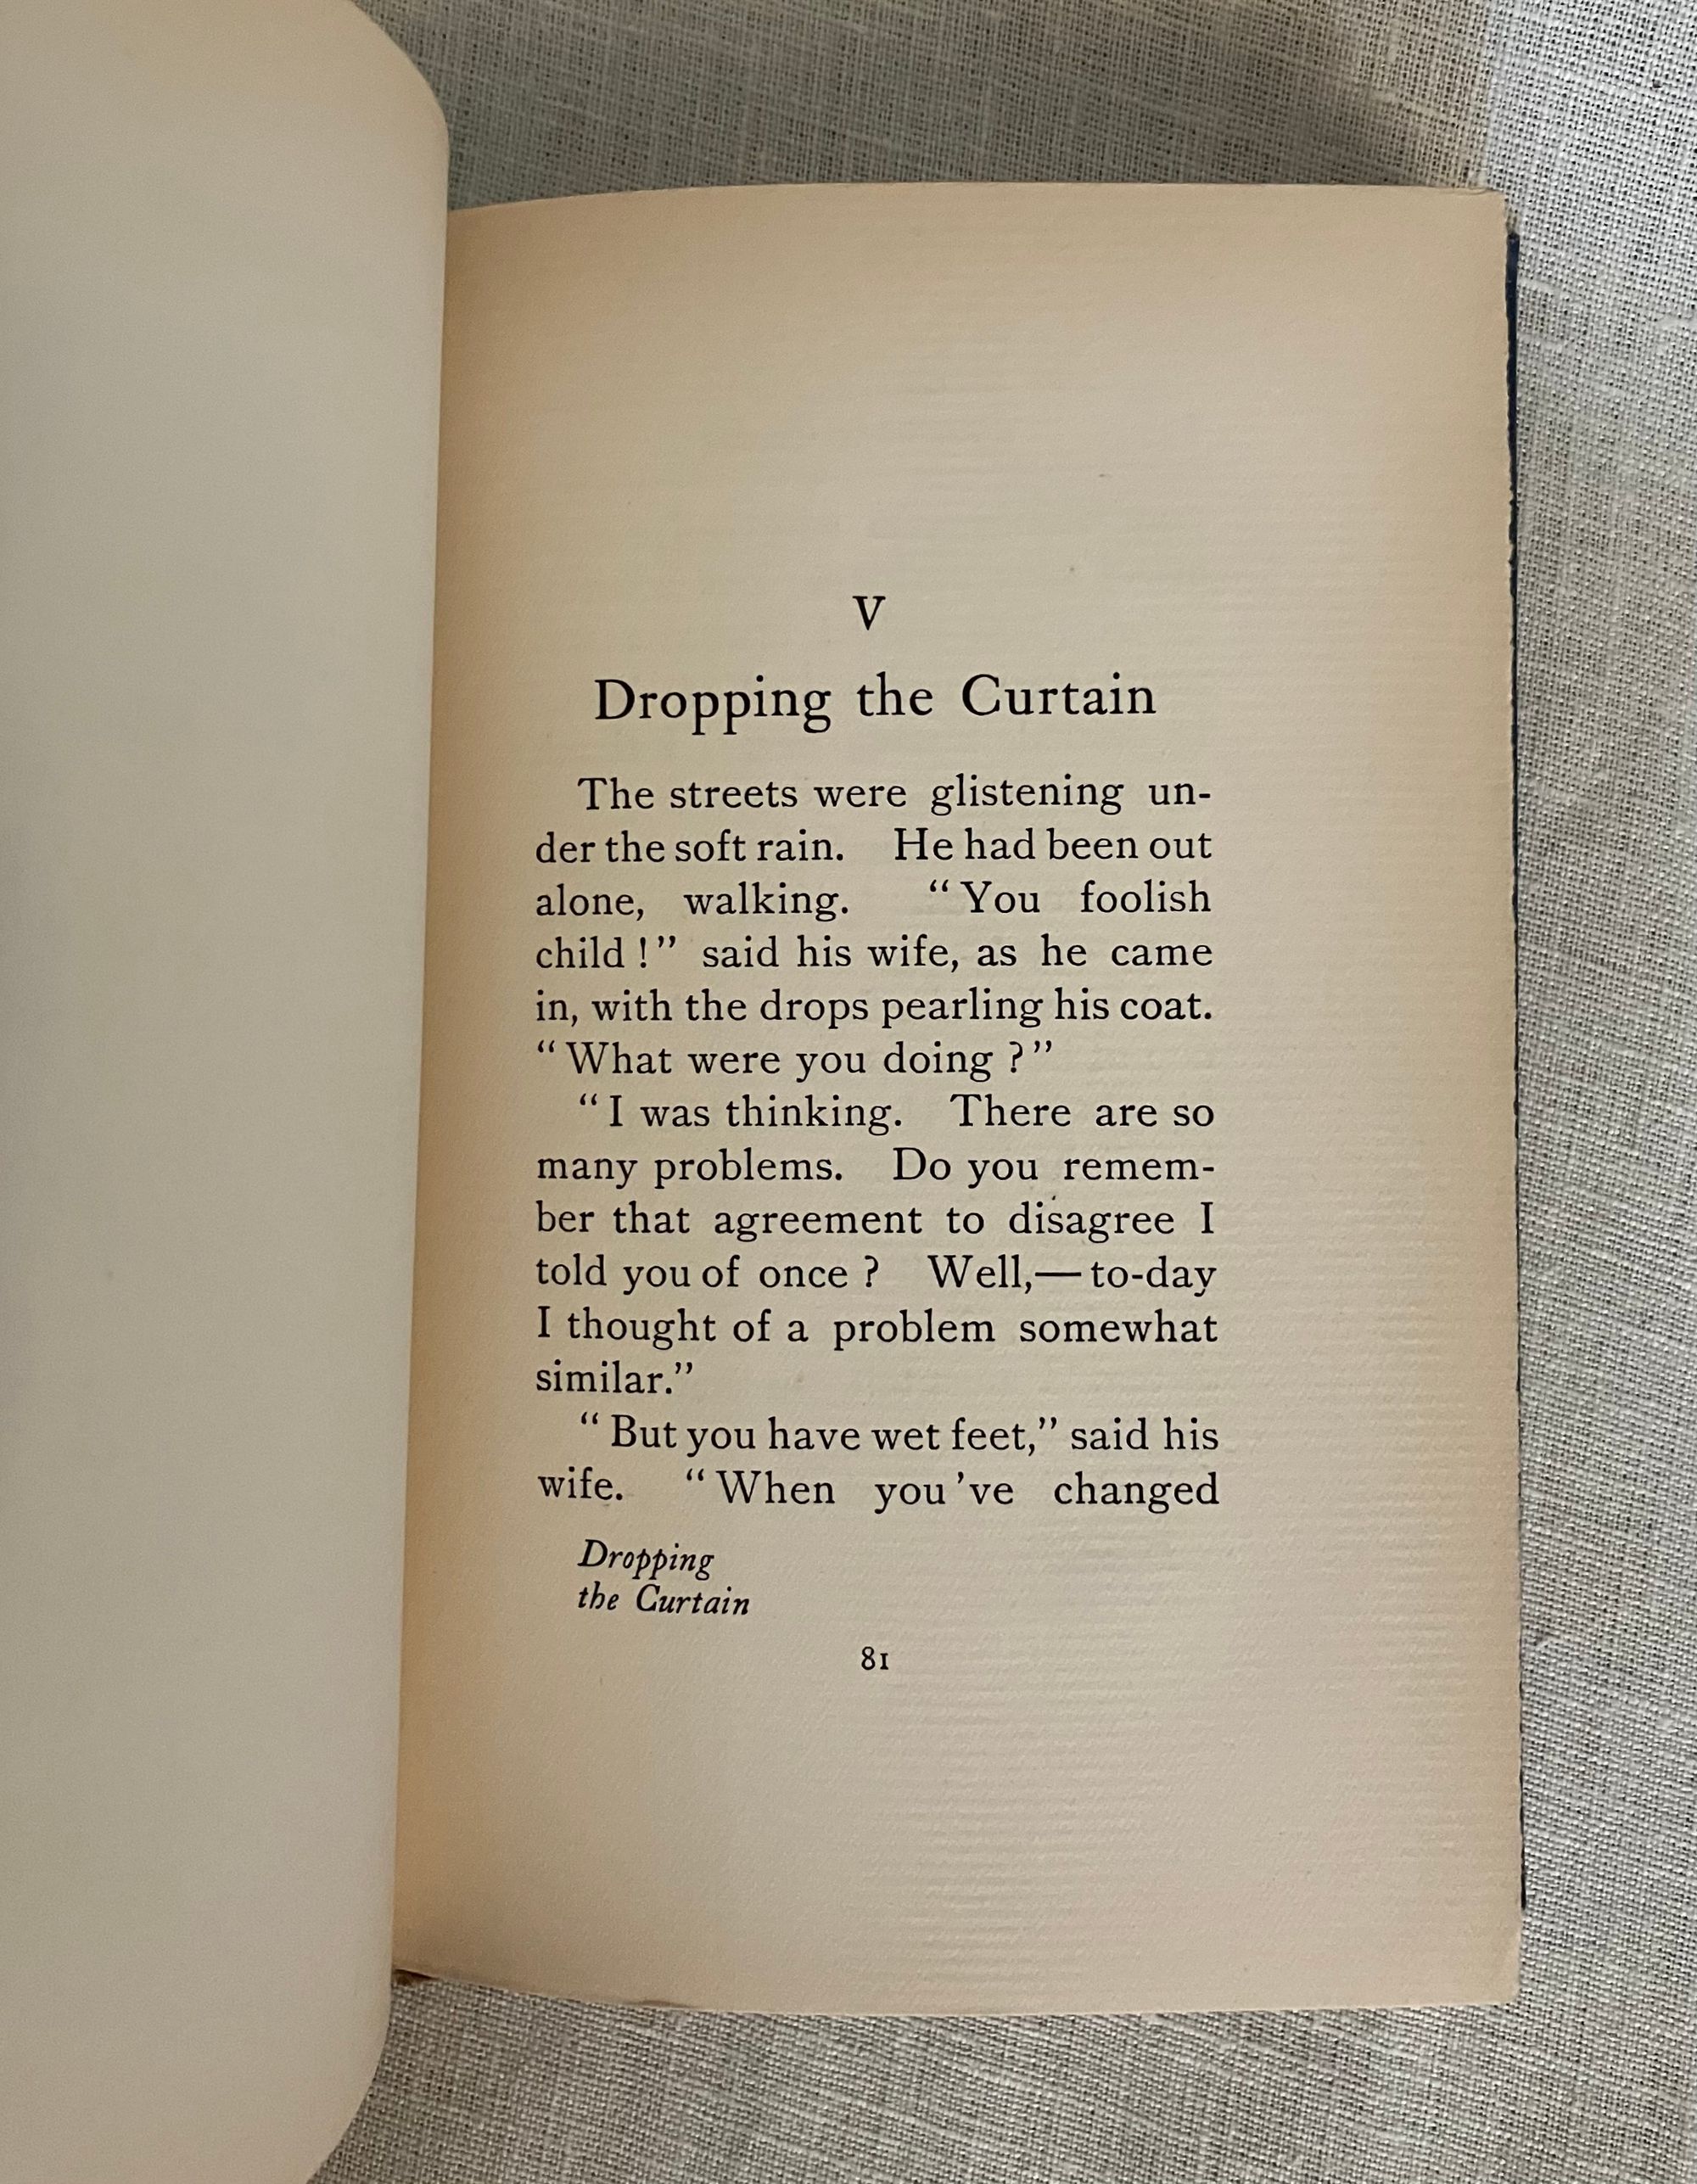 V
Dropping the Curtain
The streets were glistening un-
der the soft rain. He had been out
alone, walking. “You foolish
child!” said his wife, as he came
in, with the drops pearling his coat.
“What were you doing?”
“I was thinking. There are so
many problems. Do you remem-
ber that agreement to disagree I
told you of once? Well,—to-day
I thought of a problem somewhat
similar.”
“But you have wet feet,” said his
wife. “When you've changed
Dropping
the Curtain
81